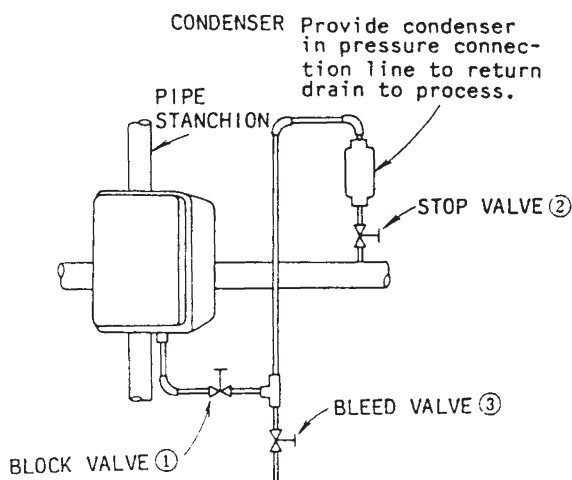 CONDENSER Provide condenser
in pressure connec-
tion line to return
drain to process.
PIPE
STANCHION
STOP VALVE ②
BLEED VALVE ③
BLOCK VALVE ①